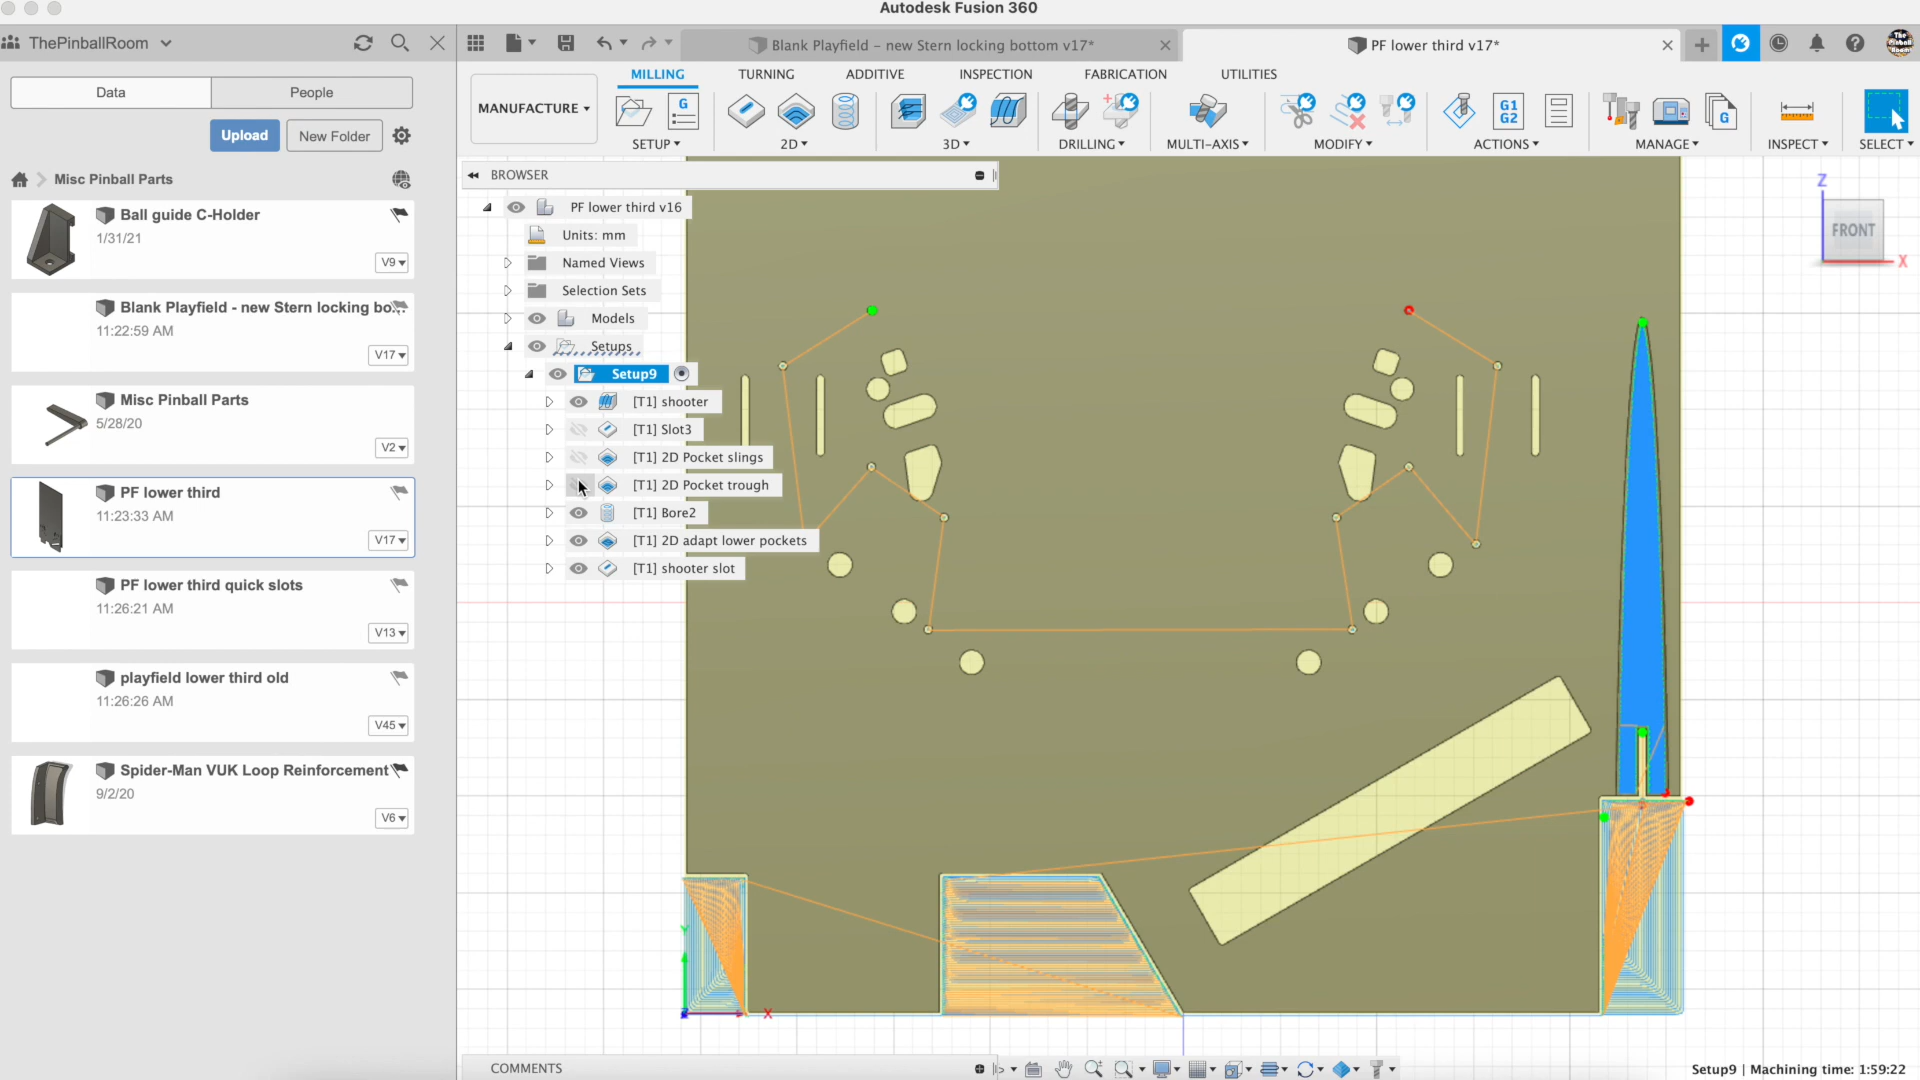 Autodesk Fusion 360
ThePinballRoom
Blank Playfield – new Stern locking bottom v17*
PF lower third v17*
Data
People
Upload
New Folder
Misc Pinball Parts
Ball guide C-Holder
1/31/21
V9
Blank Playfield - new Stern locking bo...
11:22:59 AM
V17
Misc Pinball Parts
5/28/20
V2
PF lower third
11:23:33 AM
V17
PF lower third quick slots
11:26:21 AM
V13
playfield lower third old
11:26:26 AM
V45
Spider-Man VUK Loop Reinforcement
9/2/20
V6
MANUFACTURE
MILLING
TURNING
ADDITIVE
INSPECTION
FABRICATION
UTILITIES
G
G1
G2
G
SETUP
2D
3D
DRILLING
MULTI-AXIS
MODIFY
ACTIONS
MANAGE
INSPECT
SELECT
BROWSER
PF lower third v16
Units: mm
Named Views
Selection Sets
Models
Setups
Setup9
[T1] shooter
[T1] Slot3
[T1] 2D Pocket slings
[T1] 2D Pocket trough
[T1] Bore2
[T1] 2D adapt lower pockets
[T1] shooter slot
Z
FRONT
X
X
COMMENTS
Setup9 | Machining time: 1:59:22